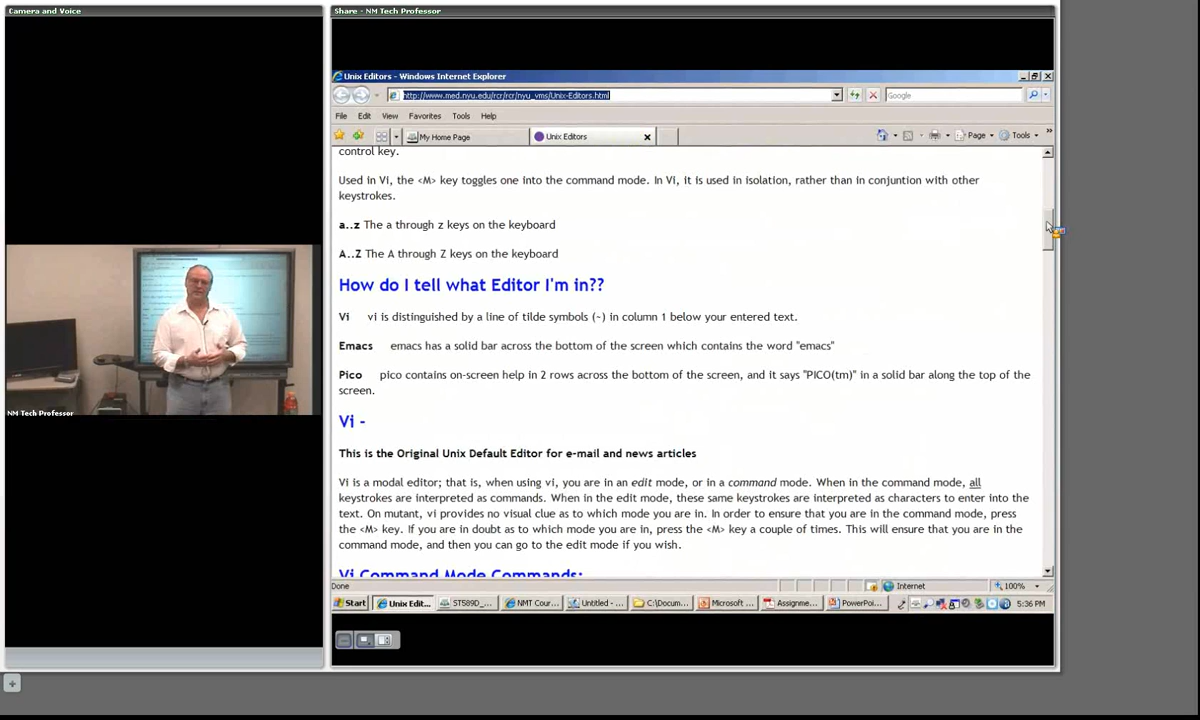 Camera and Voice
NM Tech Professor
Share - NM Tech Professor
Unix Editors - Windows Internet Explorer
http://www.med.nyu.edu/rcr/rcr/nyu_vms/Unix-Editors.html
Google
File Edit View Favorites Tools Help
My Home Page
Unix Editors
Page
Tools
control key.
Used in Vi, the <M> key toggles one into the command mode. In Vi, it is used in isolation, rather than in conjuntion with other
keystrokes.
a..z The a through z keys on the keyboard
A..Z The A through Z keys on the keyboard
How do I tell what Editor I'm in??
Vi vi is distinguished by a line of tilde symbols (~) in column 1 below your entered text.
Emacs emacs has a solid bar across the bottom of the screen which contains the word "emacs"
Pico pico contains on-screen help in 2 rows across the bottom of the screen, and it says "PICO(tm)" in a solid bar along the top of the
screen.
Vi -
This is the Original Unix Default Editor for e-mail and news articles
Vi is a modal editor; that is, when using vi, you are in an edit mode, or in a command mode. When in the command mode, all
keystrokes are interpreted as commands. When in the edit mode, these same keystrokes are interpreted as characters to enter into the
text. On mutant, vi provides no visual clue as to which mode you are in. In order to ensure that you are in the command mode, press
the <M> key. If you are in doubt as to which mode you are in, press the <M> key a couple of times. This will ensure that you are in the
command mode, and then you can go to the edit mode if you wish.
Vi Command Mode Commands:
Done
Internet
100%
Start
Unix Edit...
ST589D_...
NMT Cour...
Untitled - ...
C:\Docum...
Microsoft ...
Assignme...
PowerPoi...
5:36 PM